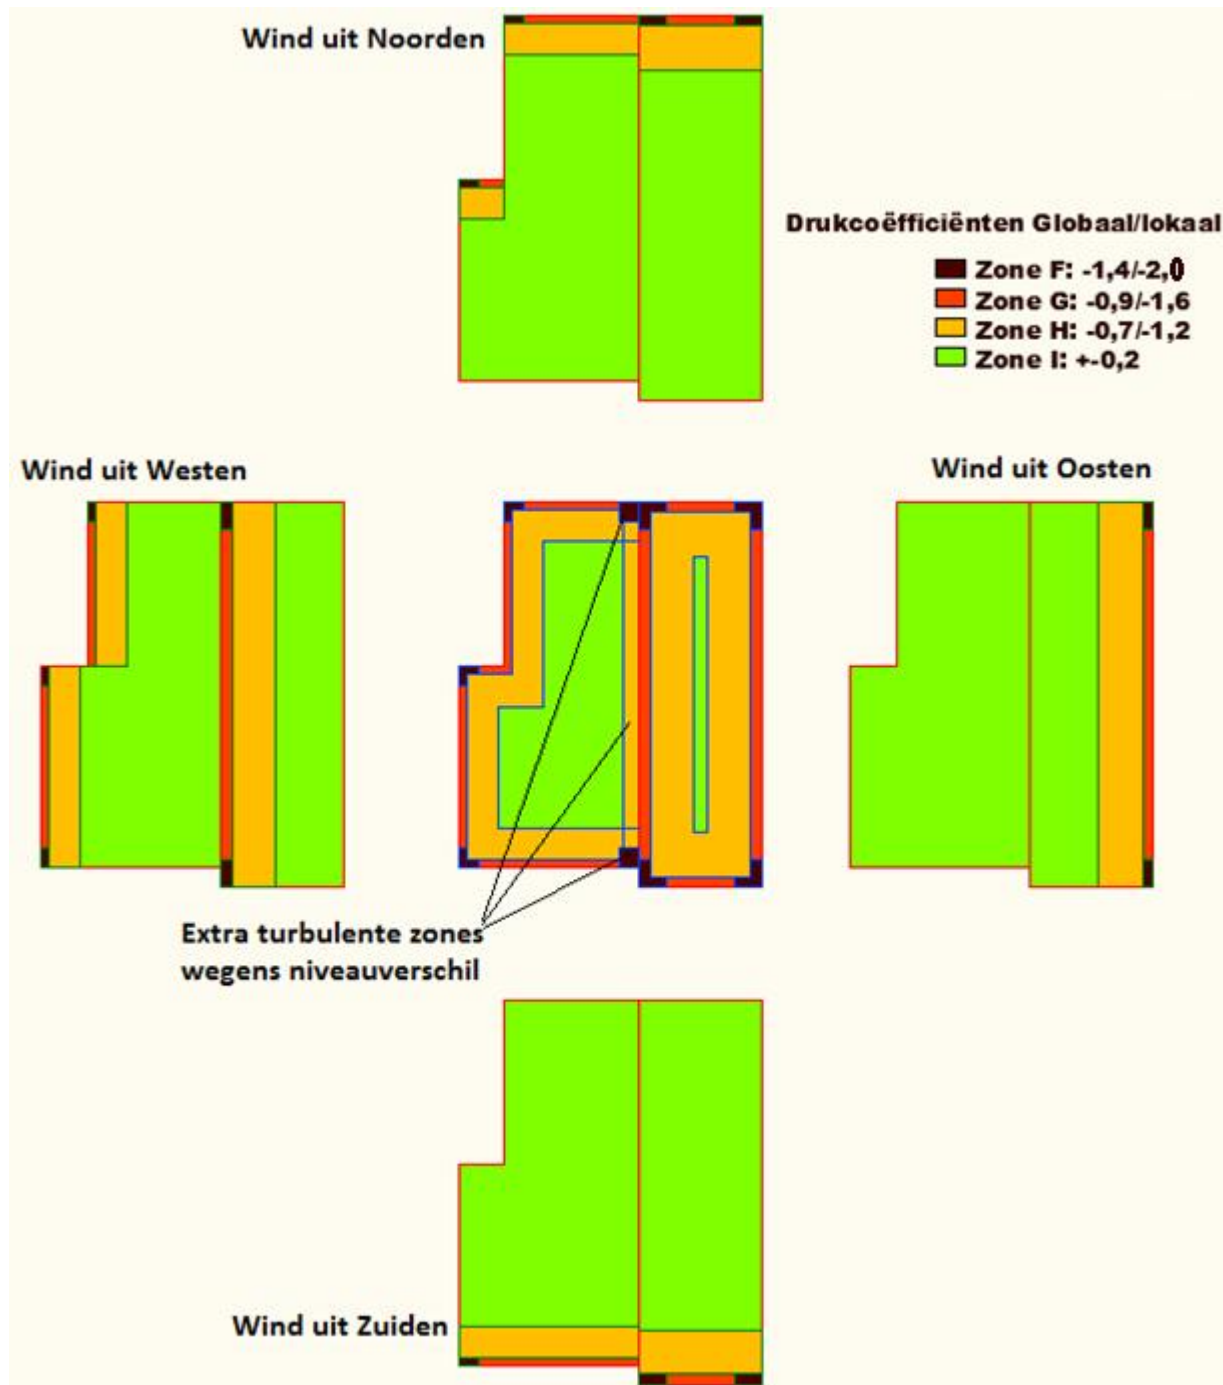 Wind uit Noorden
Drukcoëfficiënten Globaal/lokaal
Zone F: -1,4/-2,0
Zone G: -0,9/-1,6
Zone H: -0,7/-1,2
Zone I: +-0,2
Wind uit Westen
Wind uit Oosten
Extra turbulente zones
wegens niveauverschil
Wind uit Zuiden